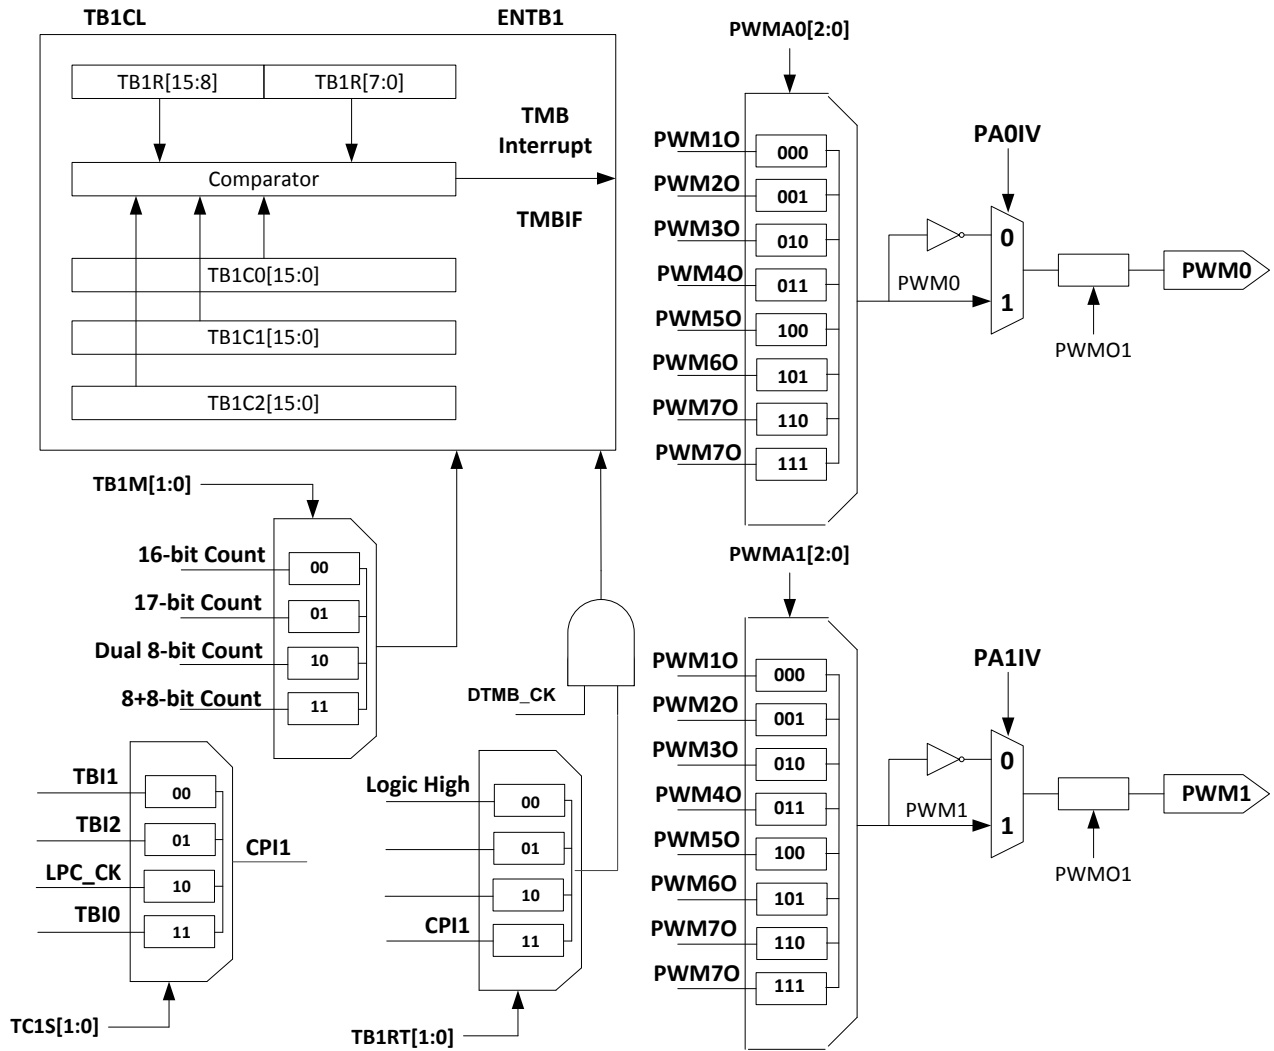 TB1CL
ENTB1
TB1R[15:8]
TB1R[7:0]
TMB
Interrupt
Comparator
TMBIF
TB1C0[15:0]
TB1C1[15:0]
TB1C2[15:0]
TB1M[1:0]
16-bit Count
00
17-bit Count
01
Dual 8-bit Count
10
8+8-bit Count
11
DTMB_CK
TBI1
00
TBI2
01
LPC_CK
10
TBI0
11
CPI1
TC1S[1:0]
Logic High
00
01
10
CPI1
11
TB1RT[1:0]
PWMA0[2:0]
PWM1O
000
PWM2O
001
PWM3O
010
PWM4O
011
PWM5O
100
PWM6O
101
PWM7O
110
PWM7O
111
PWM0
PA0IV
0
1
PWMO1
PWM0
PWMA1[2:0]
PWM1O
000
PWM2O
001
PWM3O
010
PWM4O
011
PWM5O
100
PWM6O
101
PWM7O
110
PWM7O
111
PWM1
PA1IV
0
1
PWMO1
PWM1